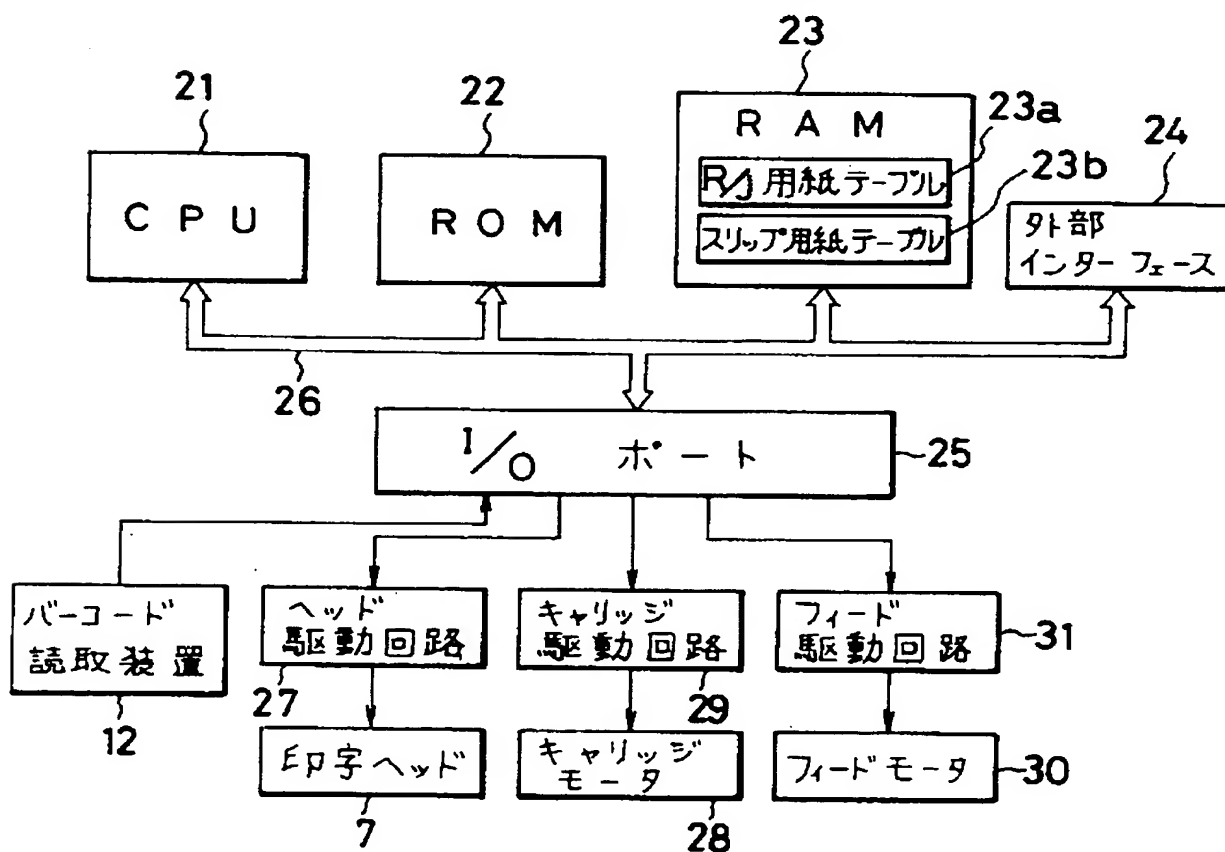 23
21
22
23a
24
23b
CPU
ROM
RAM
R/J 用紙テーブル
スリップ用紙テーブル
外部
インターフェース
26
I/O ポート
25
バーコード
読取装置
ヘッド
駆動回路
キャリッジ
駆動回路
フィード
駆動回路
31
12
27
29
印字ヘッド
キャリッジ
モータ
フィードモータ
30
7
28